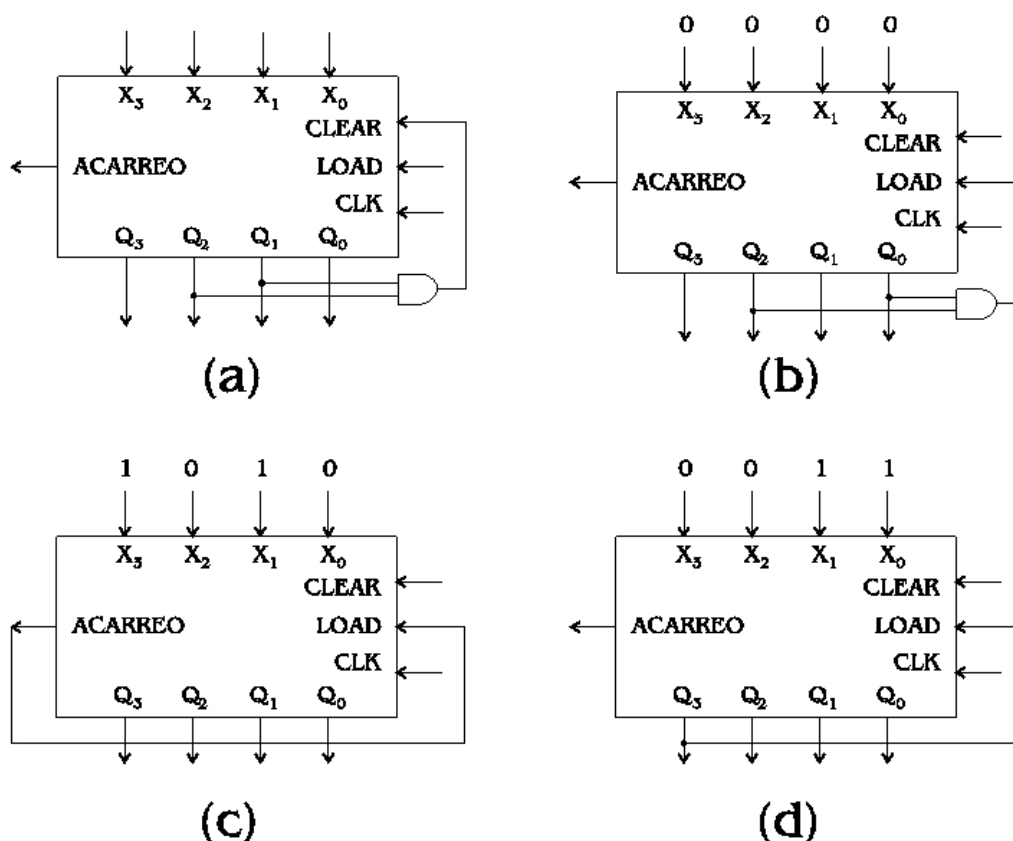 X₃ X₂ X₁ X₀
CLEAR
ACARREO LOAD
CLK
Q₃ Q₂ Q₁ Q₀
(a)
0 0 0 0
X₃ X₂ X₁ X₀
CLEAR
ACARREO LOAD
CLK
Q₃ Q₂ Q₁ Q₀
(b)
1 0 1 0
X₃ X₂ X₁ X₀
CLEAR
ACARREO LOAD
CLK
Q₃ Q₂ Q₁ Q₀
(c)
0 0 1 1
X₃ X₂ X₁ X₀
CLEAR
ACARREO LOAD
CLK
Q₃ Q₂ Q₁ Q₀
(d)